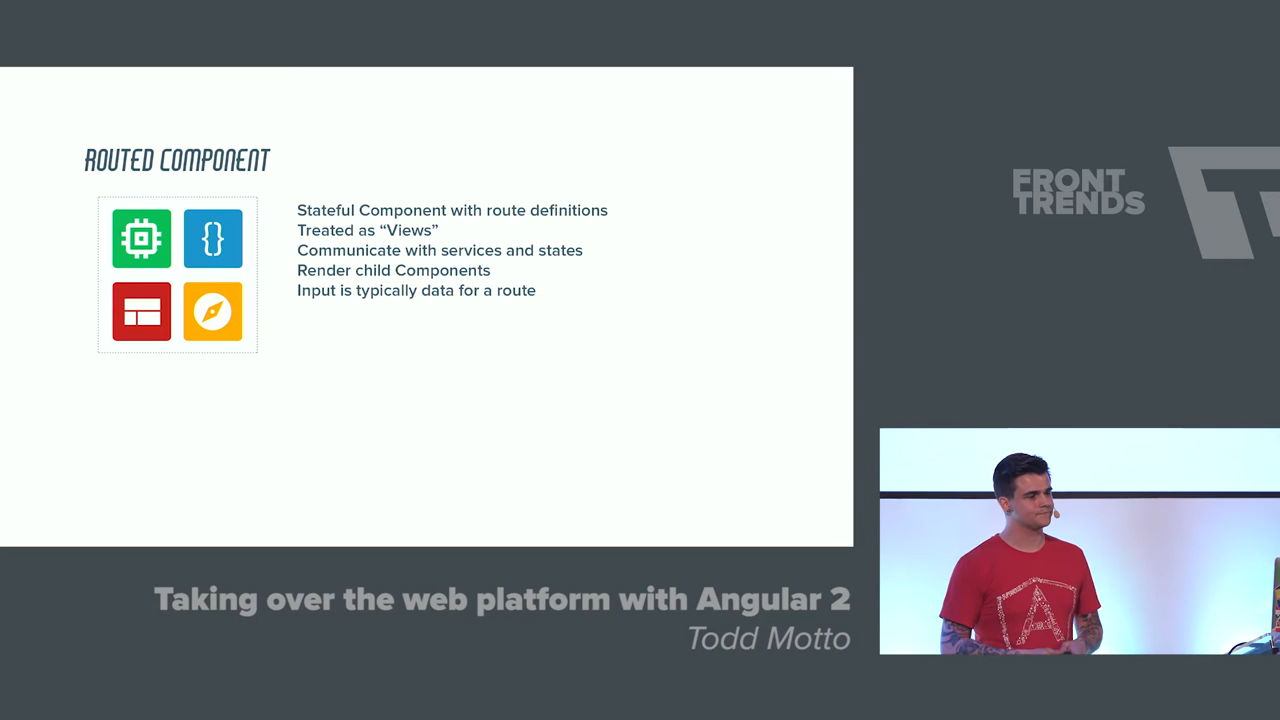 ROUTED COMPONENT
{}
Stateful Component with route definitions
Treated as “Views”
Communicate with services and states
Render child Components
Input is typically data for a route
FRONT
TRENDS
Taking over the web platform with Angular 2
Todd Motto
A